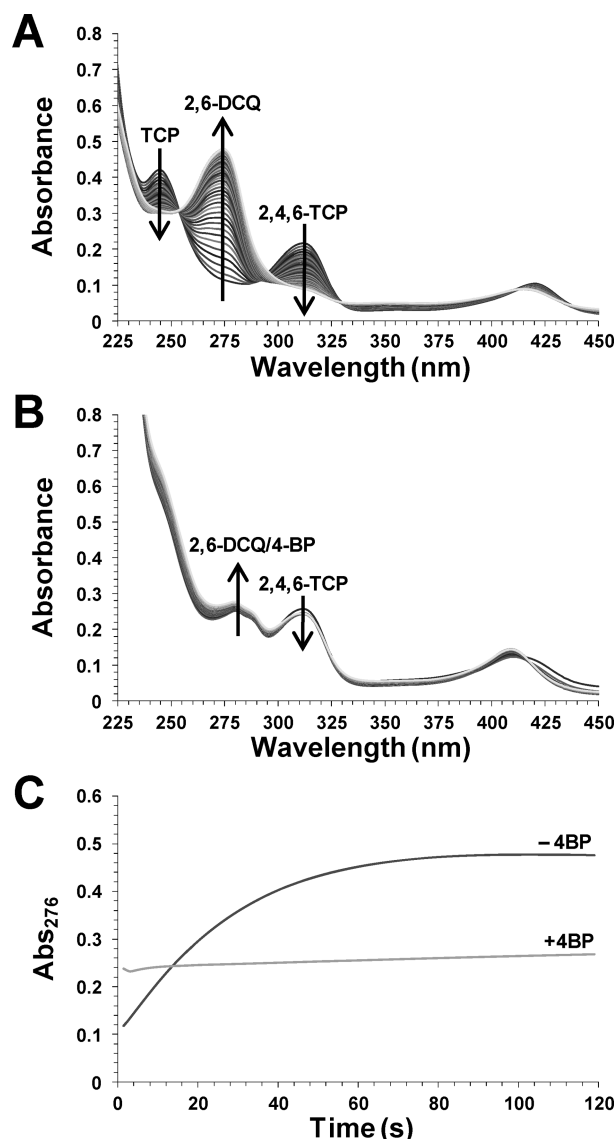 A
0.8
0.7
0.6
0.5
0.4
0.3
0.2
0.1
0
Absorbance
TCP
2,6-DCQ
2,4,6-TCP
225 250 275 300 325 350 375 400 425 450
Wavelength (nm)
B
0.8
0.7
0.6
0.5
0.4
0.3
0.2
0.1
0
Absorbance
2,6-DCQ/4-BP
2,4,6-TCP
225 250 275 300 325 350 375 400 425 450
Wavelength (nm)
C
0.6
0.5
0.4
0.3
0.2
0.1
0
Abs276
– 4BP
+4BP
0 20 40 60 80 100 120
Time (s)